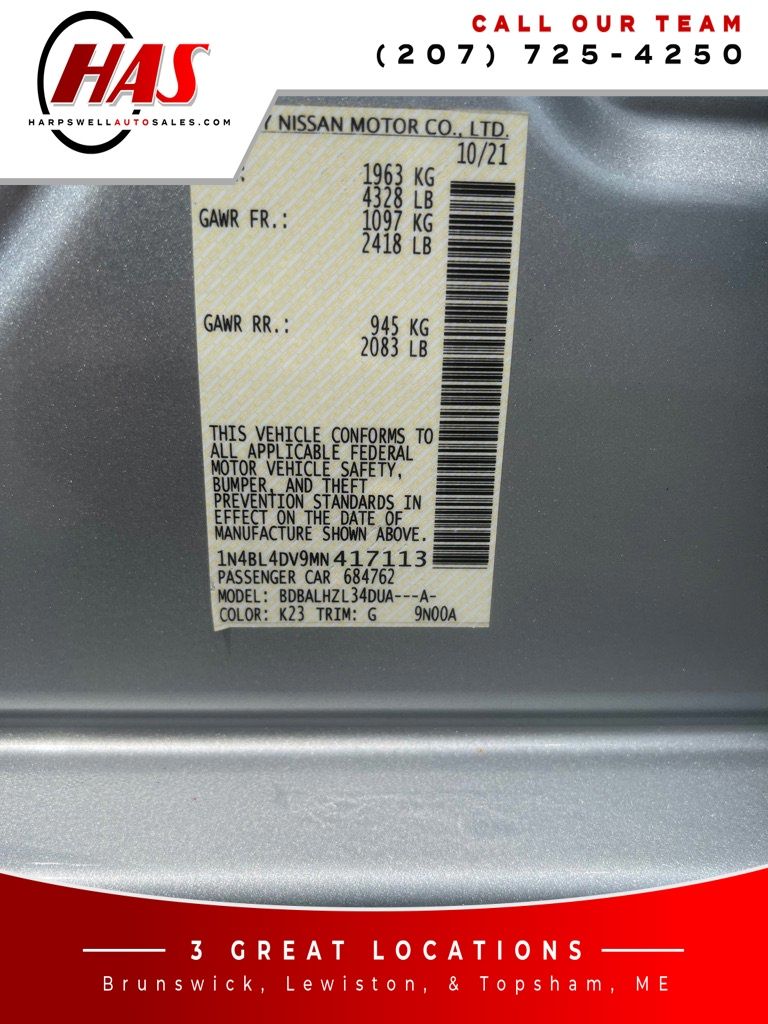 HAS
HARPSWELLAUTOSALES.COM
CALL OUR TEAM
(207) 725-4250
Y NISSAN MOTOR CO., LTD.
10/21
: 1963 KG
4328 LB
GAWR FR.: 1097 KG
2418 LB
GAWR RR.: 945 KG
2083 LB
THIS VEHICLE CONFORMS TO
ALL APPLICABLE FEDERAL
MOTOR VEHICLE SAFETY,
BUMPER, AND THEFT
PREVENTION STANDARDS IN
EFFECT ON THE DATE OF
MANUFACTURE SHOWN ABOVE.
1N4BL4DV9MN417113
PASSENGER CAR 684762
MODEL: BDBALHZL34DUA---A-
COLOR: K23 TRIM: G 9N00A
3 GREAT LOCATIONS
Brunswick, Lewiston, & Topsham, ME